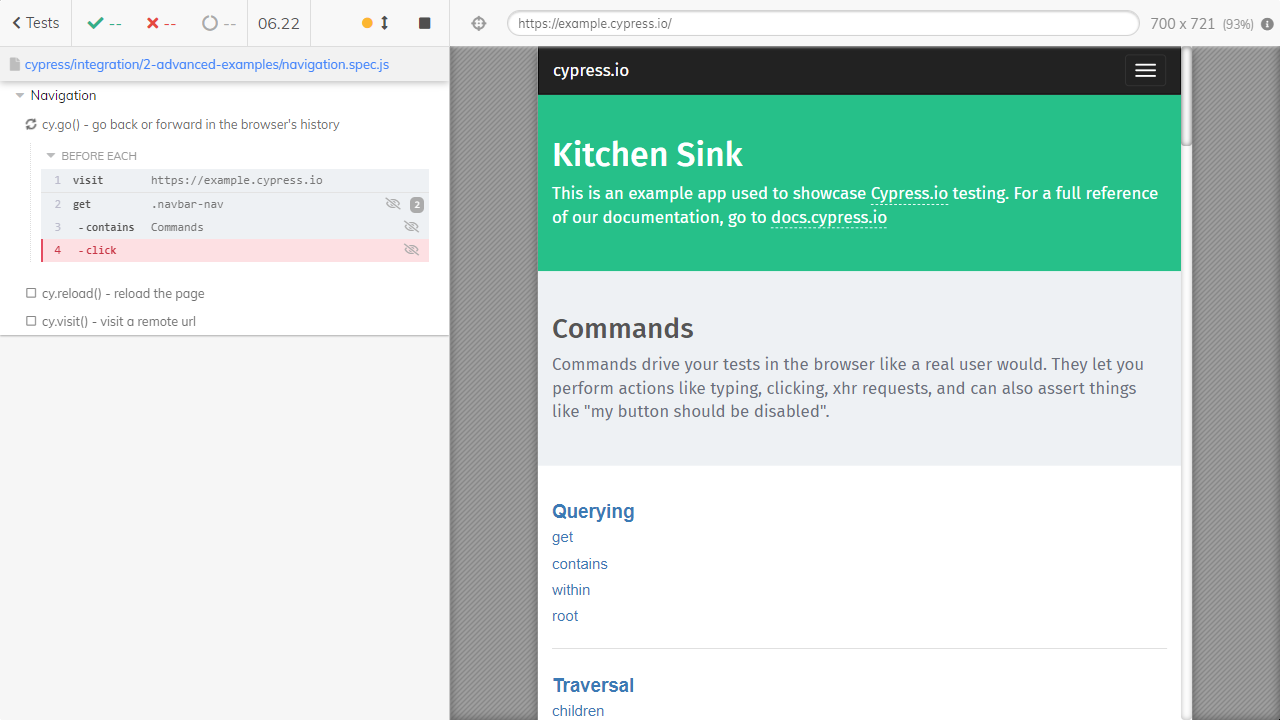 Tests
--
--
--
06.22
https://example.cypress.io/
700 x 721 (93%)
cypress/integration/2-advanced-examples/navigation.spec.js
Navigation
cy.go() - go back or forward in the browser's history
BEFORE EACH
1 visit https://example.cypress.io
2 get .navbar-nav 2
3 - contains Commands
4 - click
cy.reload() - reload the page
cy.visit() - visit a remote url
cypress.io
Kitchen Sink
This is an example app used to showcase Cypress.io testing. For a full reference
of our documentation, go to docs.cypress.io
Commands
Commands drive your tests in the browser like a real user would. They let you
perform actions like typing, clicking, xhr requests, and can also assert things
like "my button should be disabled".
Querying
get
contains
within
root
Traversal
children